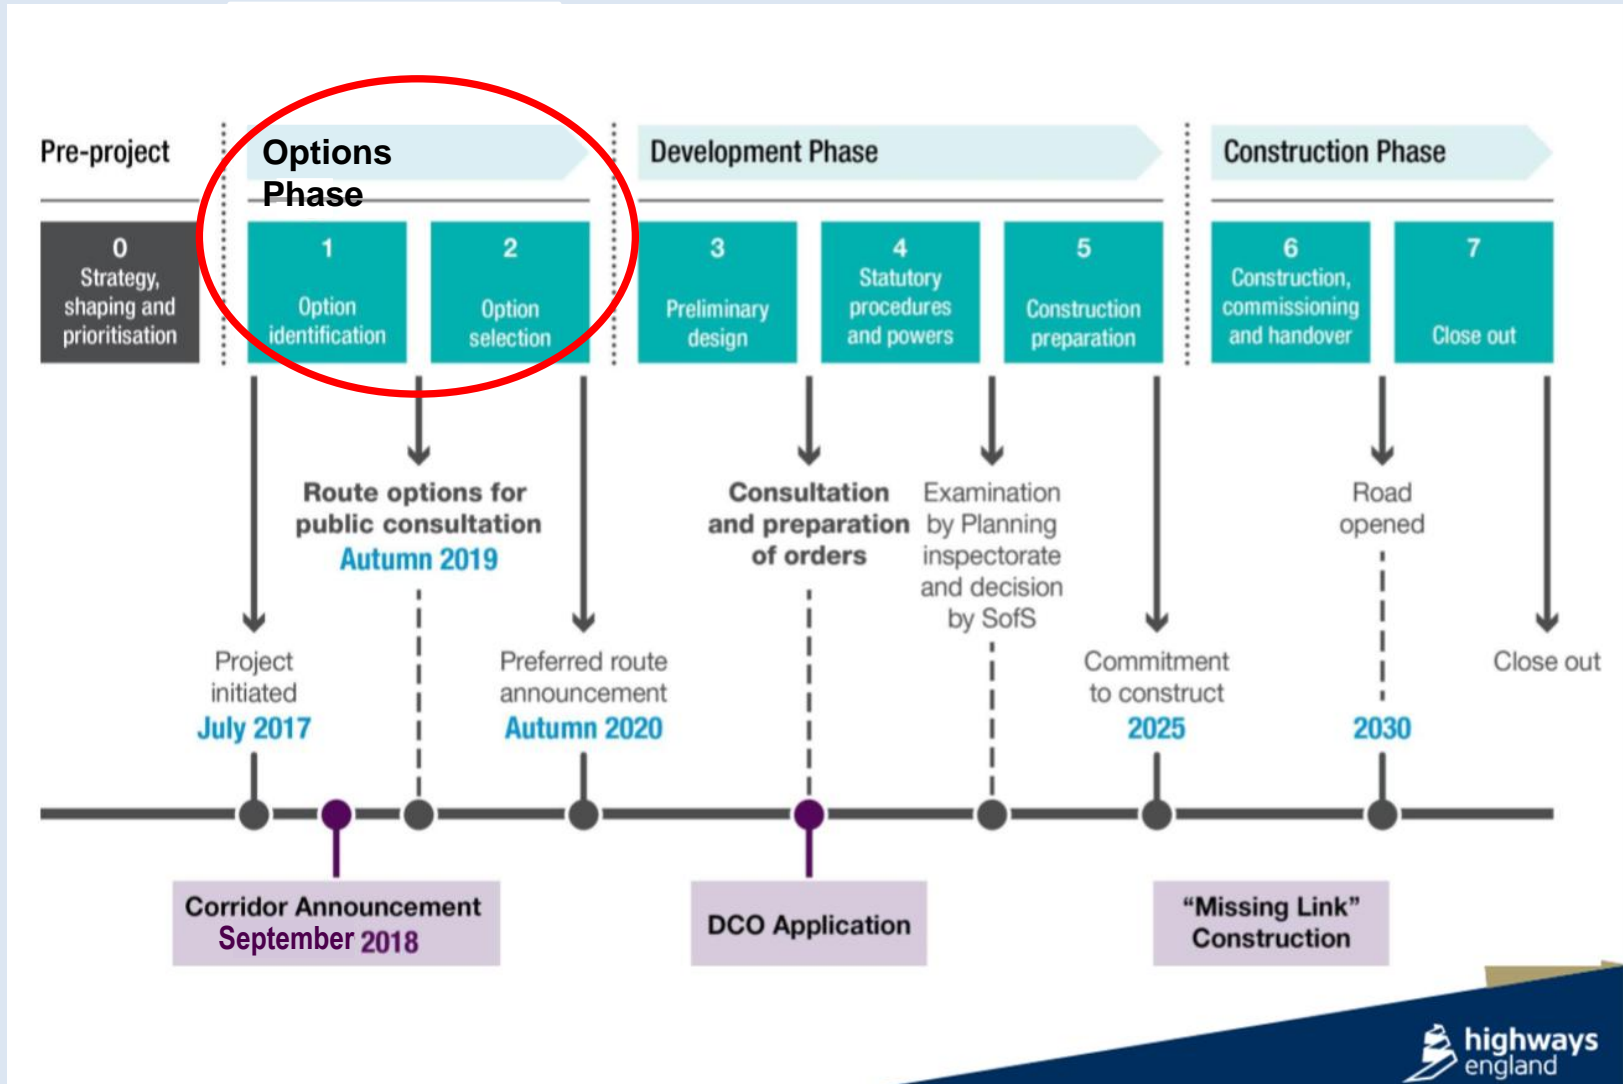 Pre-project
Options
Phase
Development Phase
Construction Phase
0
Strategy,
shaping and
prioritisation
1
Option
identification
2
Option
selection
3
Preliminary
design
4
Statutory
procedures
and powers
5
Construction
preparation
6
Construction,
commissioning
and handover
7
Close out
Route options for
public consultation
Autumn 2019
Consultation
and preparation
of orders
Examination
by Planning
inspectorate
and decision
by SofS
Road
opened
Project
initiated
July 2017
Preferred route
announcement
Autumn 2020
Commitment
to construct
2025
2030
Close out
Corridor Announcement
September 2018
DCO Application
“Missing Link”
Construction
highways
england